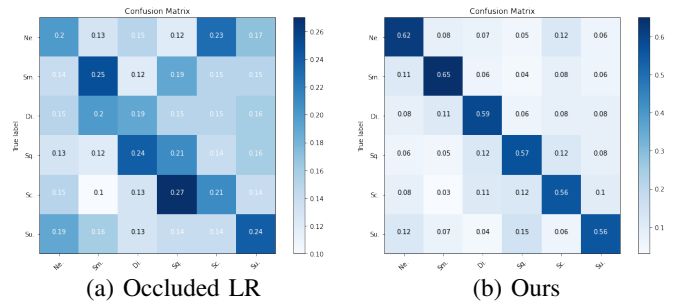 Confusion Matrix
Ne. 0.2 0.13 0.15 0.12 0.23 0.17
Sm. 0.14 0.25 0.12 0.19 0.15 0.15
Di. 0.15 0.2 0.19 0.15 0.15 0.16
Sq. 0.13 0.12 0.24 0.21 0.14 0.16
Sc. 0.15 0.1 0.13 0.27 0.21 0.14
Su. 0.19 0.16 0.13 0.14 0.14 0.24
Ne. Sm. Di. Sq. Sc. Su.
True label
0.26
0.24
0.22
0.20
0.18
0.16
0.14
0.12
0.10
(a) Occluded LR
Confusion Matrix
Ne. 0.62 0.08 0.07 0.05 0.12 0.06
Sm. 0.11 0.65 0.06 0.04 0.08 0.06
Di. 0.08 0.11 0.59 0.06 0.08 0.08
Sq. 0.06 0.05 0.12 0.57 0.12 0.08
Sc. 0.08 0.03 0.11 0.12 0.56 0.1
Su. 0.12 0.07 0.04 0.15 0.06 0.56
Ne. Sm. Di. Sq. Sc. Su.
True label
0.6
0.5
0.4
0.3
0.2
0.1
(b) Ours